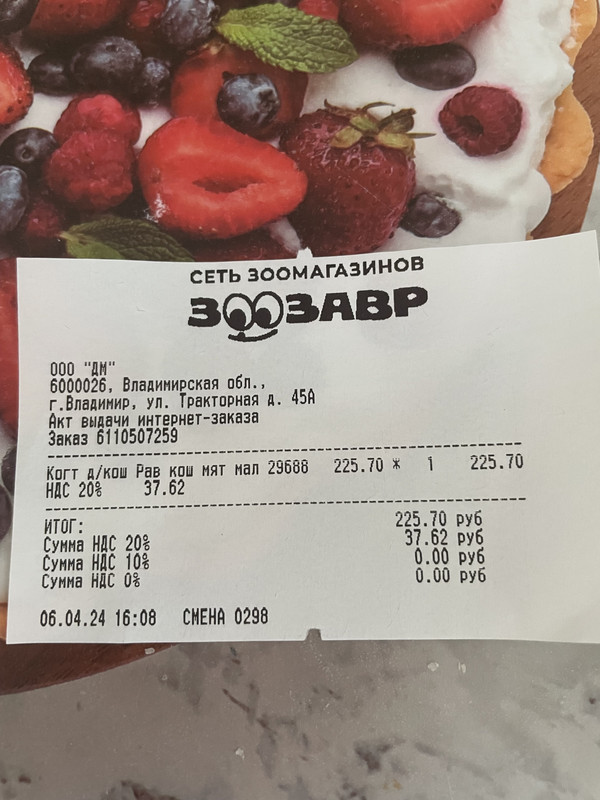 СЕТЬ ЗООМАГАЗИНОВ
ЗООЗАВР
ООО "ДМ"
6000026, Владимирская обл.,
г.Владимир, ул. Тракторная д. 45А
Акт выдачи интернет-заказа
Заказ 6110507259
Когт д/кош Рав кош мят мал 29688 225.70 * 1 225.70
НДС 20% 37.62
ИТОГ: 225.70 руб
Сумма НДС 20% 37.62 руб
Сумма НДС 10% 0.00 руб
Сумма НДС 0% 0.00 руб
06.04.24 16:08 СМЕНА 0298